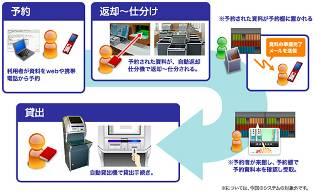 予約
利用者が資料をwebや携帯
電話から予約
返却～仕分け
予約された資料が、自動返却
仕分機で返却～仕分される。
※予約された資料が予約棚に置かれる
資料の準備完了
メールを送信
貸出
自動貸出機で貸出手続き。
※予約者が来館し、予約棚で
予約資料本を確認し受取。
※については、今回のシステムの対象外です。